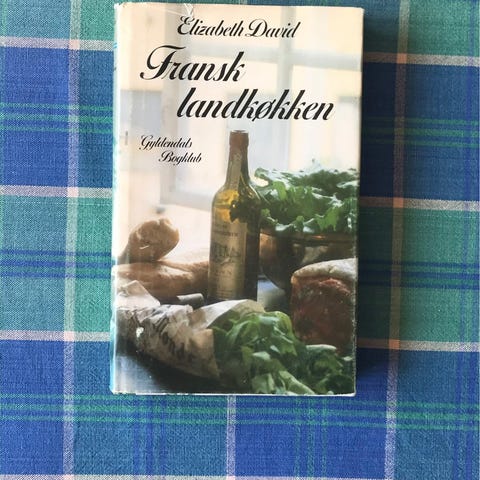 Elizabeth David
Fransk
landkøkken
Gyldendals
Bogklub